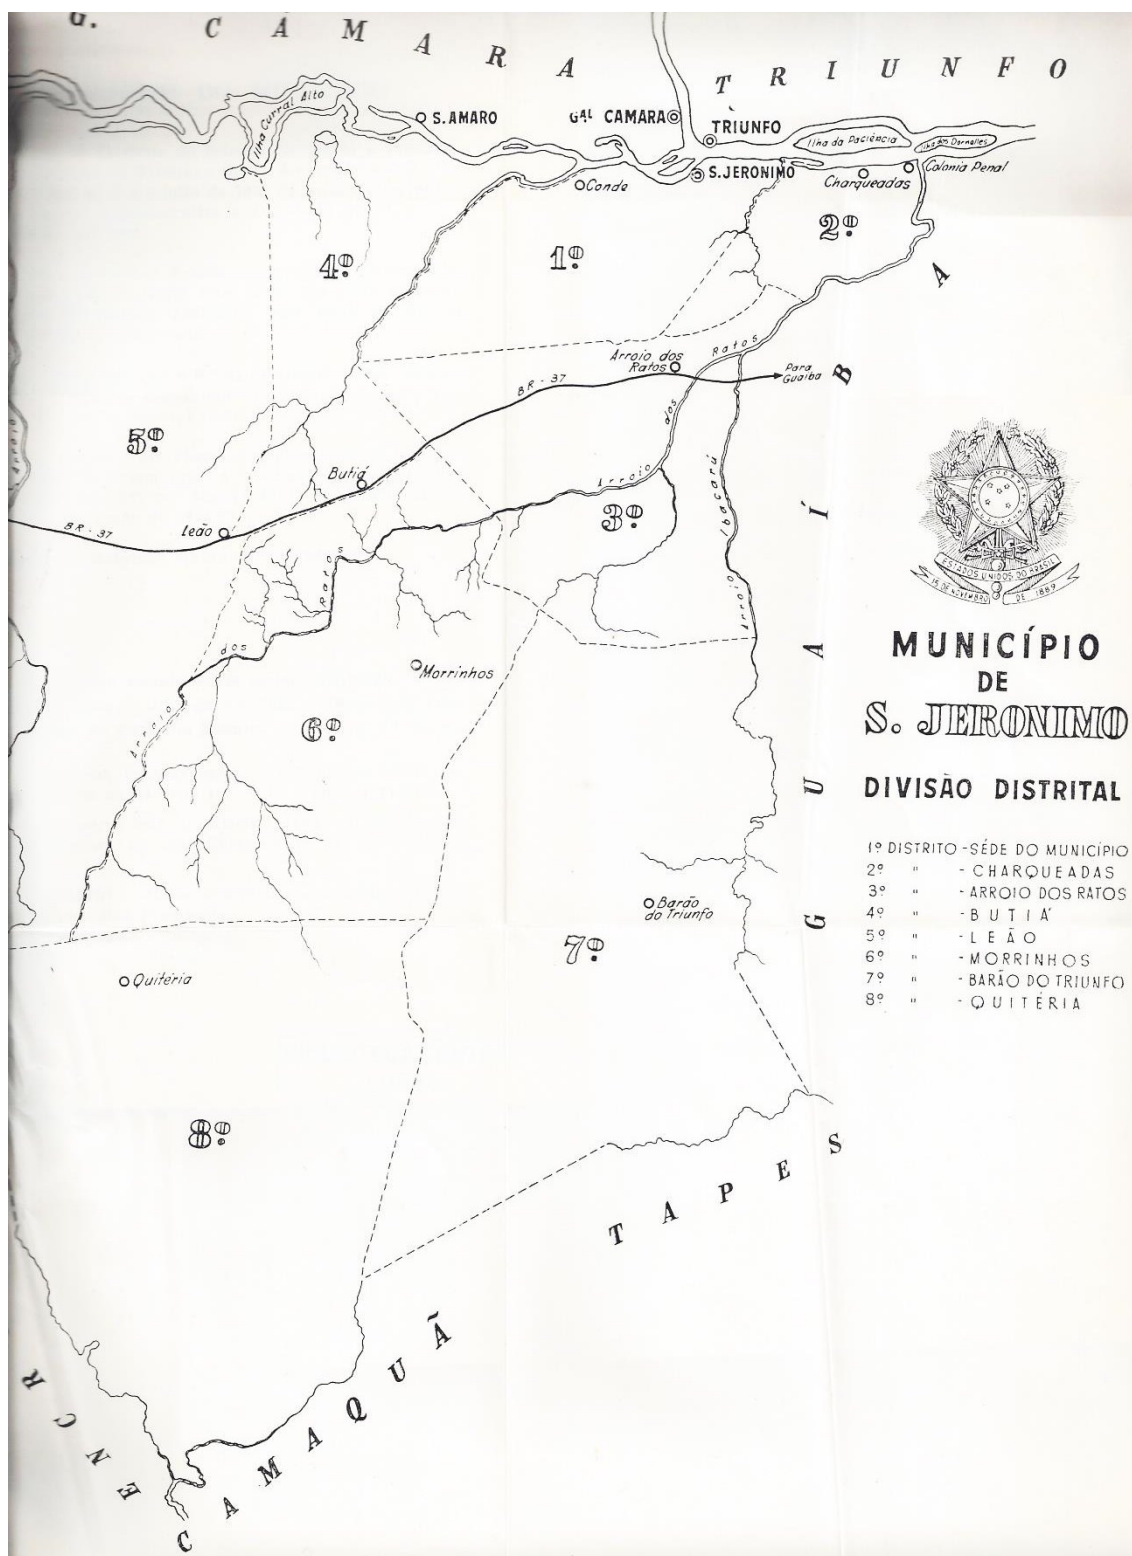 G. CÂMARA
TRIUNFO
Ilha Curral Alto
S. AMARO
GAL CAMARA
TRIUNFO
Ilha da Paciência
Ilha dos Dornelles
S. JERONIMO
Conde
Charqueadas
Colonia Penal
4º
1º
2º
GUAÍBA
Arroio dos
Ratos
BR-37
Para
Guaíba
Arroio dos Ratos
5º
Butiá
Leão
BR-37
3º
Arroio
Arroio dos Ratos
Morrinhos
6º
Quitéria
Barão
do Triunfo
7º
8º
TAPES
CAMAQUÃ
ENCR
ESTADOS UNIDOS DO BRASIL
15 DE NOVEMBRO
DE 1889
MUNICÍPIO
DE
S. JERONIMO
DIVISÃO DISTRITAL
1º DISTRITO - SÉDE DO MUNICÍPIO
2º " - CHARQUEADAS
3º " - ARROIO DOS RATOS
4º " - BUTIÁ
5º " - LEÃO
6º " - MORRINHOS
7º " - BARÃO DO TRIUNFO
8º " - QUITÉRIA